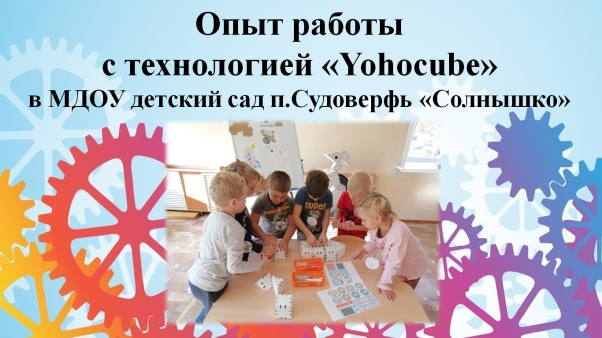 Опыт работы
с технологией «Yohocube»
в МДОУ детский сад п.Судоверфь «Солнышко»